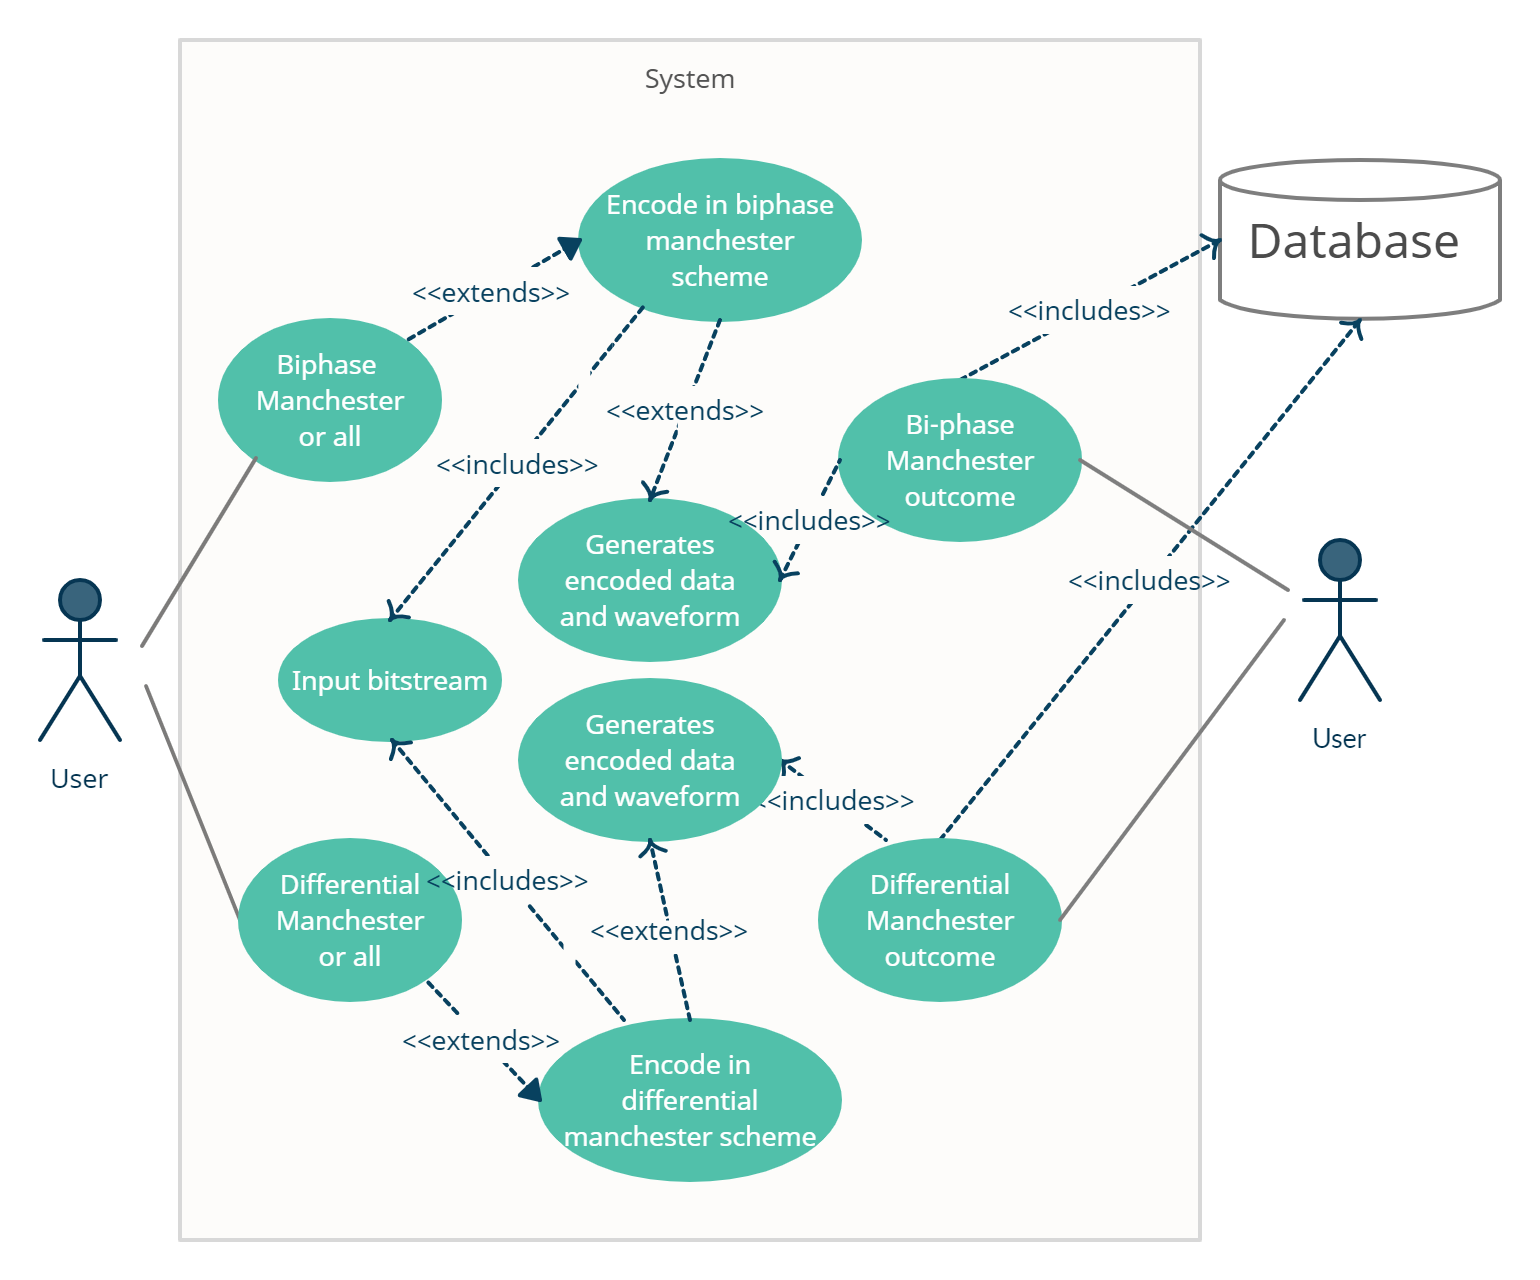 System
Encode in biphase
manchester
scheme
Database
<<extends>>
<<includes>>
Biphase
Manchester
or all
<<extends>>
Bi-phase
Manchester
outcome
<<includes>>
<<includes>>
Generates
encoded data
and waveform
<<includes>>
Input bitstream
Generates
encoded data
and waveform
User
User
<<includes>>
Differential
Manchester
or all
<<includes>>
Differential
Manchester
outcome
<<extends>>
<<extends>>
Encode in
differential
manchester scheme